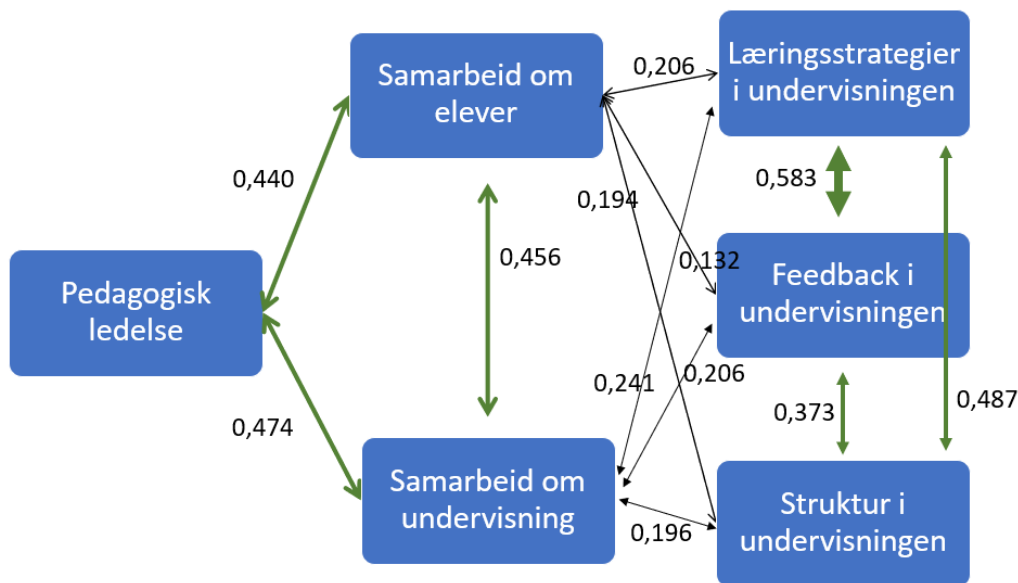 Læringsstrategier
i undervisningen
0,206
Samarbeid om
elever
0,440
0,194
0,583
0,456
0,132
Feedback i
undervisningen
Pedagogisk
ledelse
0,241
0,206
0,373
0,487
0,474
Samarbeid om
undervisning
0,196
Struktur i
undervisningen